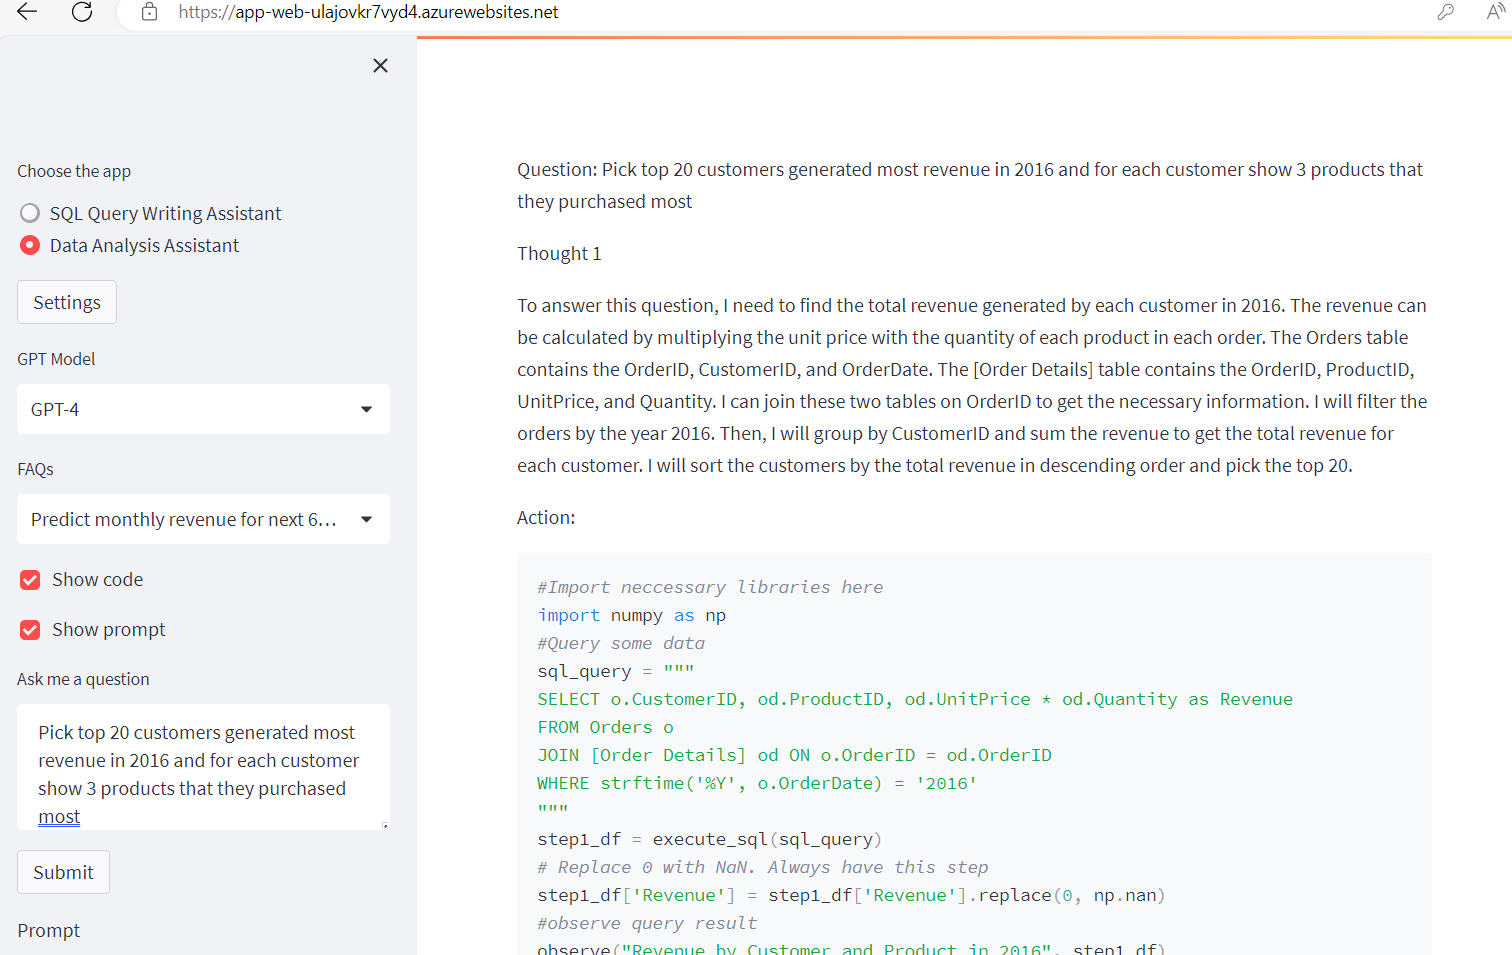 https://app-web-ulajovkr7vyd4.azurewebsites.net
Choose the app
SQL Query Writing Assistant
Data Analysis Assistant
Settings
GPT Model
GPT-4
FAQs
Predict monthly revenue for next 6...
Show code
Show prompt
Ask me a question
Pick top 20 customers generated most
revenue in 2016 and for each customer
show 3 products that they purchased
most
Submit
Prompt
Question: Pick top 20 customers generated most revenue in 2016 and for each customer show 3 products that
they purchased most
Thought 1
To answer this question, I need to find the total revenue generated by each customer in 2016. The revenue can
be calculated by multiplying the unit price with the quantity of each product in each order. The Orders table
contains the OrderID, CustomerID, and OrderDate. The [Order Details] table contains the OrderID, ProductID,
UnitPrice, and Quantity. I can join these two tables on OrderID to get the necessary information. I will filter the
orders by the year 2016. Then, I will group by CustomerID and sum the revenue to get the total revenue for
each customer. I will sort the customers by the total revenue in descending order and pick the top 20.
Action:
#Import neccessary libraries here
import numpy as np
#Query some data
sql_query = """
SELECT o.CustomerID, od.ProductID, od.UnitPrice * od.Quantity as Revenue
FROM Orders o
JOIN [Order Details] od ON o.OrderID = od.OrderID
WHERE strftime('%Y', o.OrderDate) = '2016'
"""
step1_df = execute_sql(sql_query)
# Replace 0 with NaN. Always have this step
step1_df['Revenue'] = step1_df['Revenue'].replace(0, np.nan)
#observe query result
observe("Revenue by Customer and Product in 2016", step1_df)